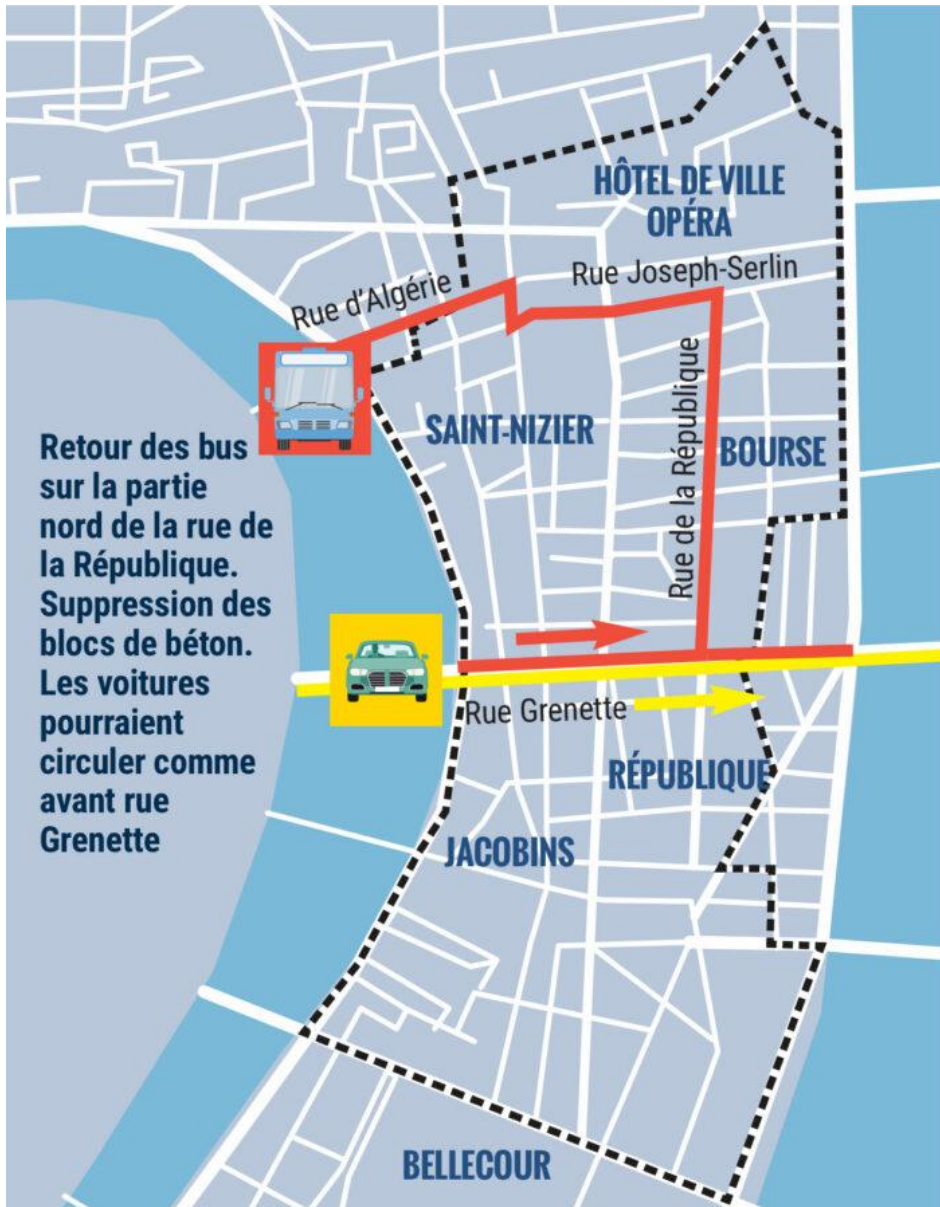 HÔTEL DE VILLE
OPÉRA
Rue Joseph-Serlin
Rue d'Algérie
Rue de la République
SAINT-NIZIER
BOURSE
Retour des bus
sur la partie
nord de la rue de
la République.
Suppression des
blocs de béton.
Les voitures
pourraient
circuler comme
avant rue
Grenette
Rue Grenette
RÉPUBLIQUE
JACOBINS
BELLECOUR